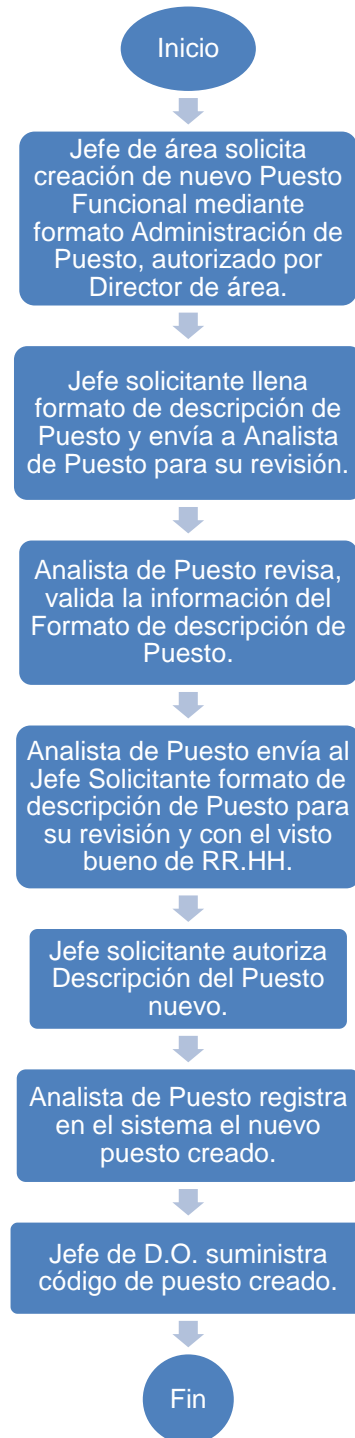 Inicio
Jefe de área solicita
creación de nuevo Puesto
Funcional mediante
formato Administración de
Puesto, autorizado por
Director de área.
Jefe solicitante llena
formato de descripción de
Puesto y envía a Analista
de Puesto para su revisión.
Analista de Puesto revisa,
valida la información del
Formato de descripción de
Puesto.
Analista de Puesto envía al
Jefe Solicitante formato de
descripción de Puesto para
su revisión y con el visto
bueno de RR.HH.
Jefe solicitante autoriza
Descripción del Puesto
nuevo.
Analista de Puesto registra
en el sistema el nuevo
puesto creado.
Jefe de D.O. suministra
código de puesto creado.
Fin